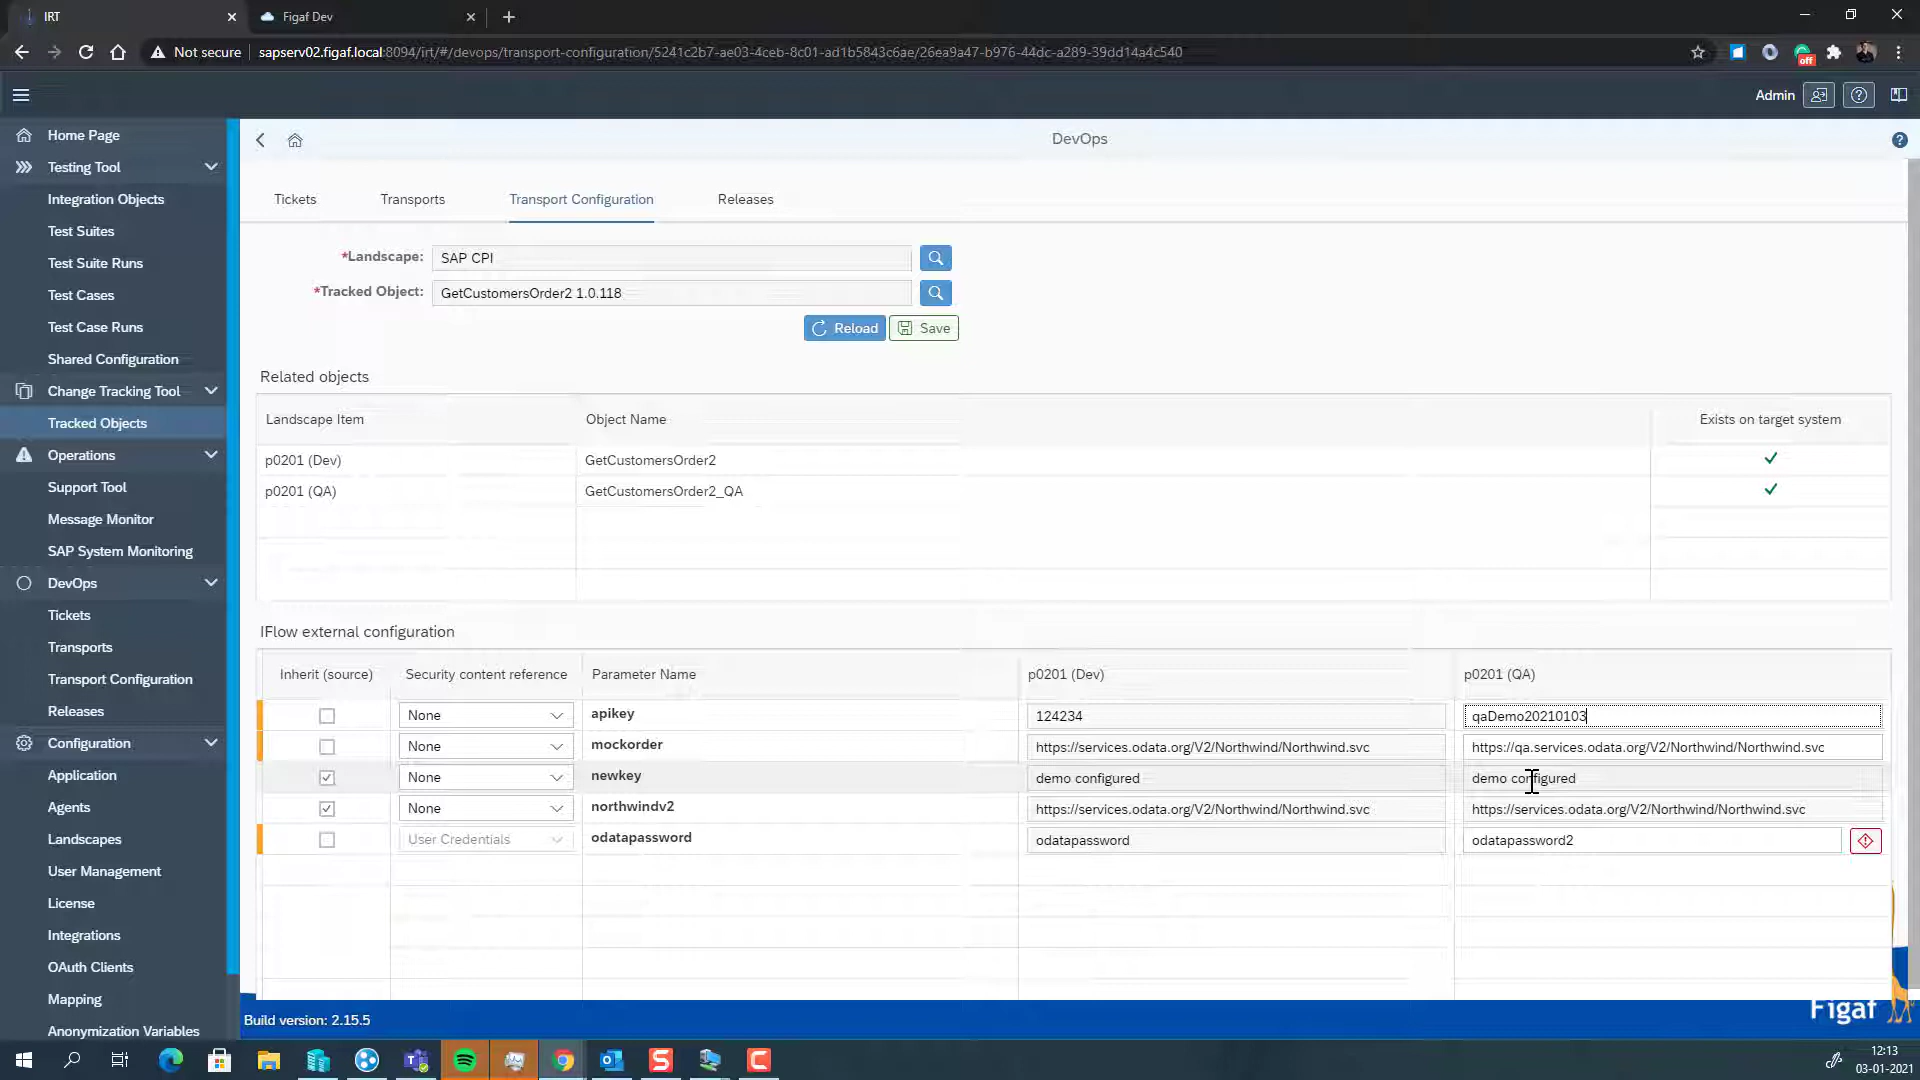 IRT
Figaf Dev
Not secure
sapserv02.figaf.local:8094/irt/#/devops/transport-configuration/5241c2b7-ae03-4ceb-8c01-ad1b5843c6ae/26ea9a47-b976-44dc-a289-39dd14a4c540
off
Admin
Home Page
Testing Tool
Integration Objects
Test Suites
Test Suite Runs
Test Cases
Test Case Runs
Shared Configuration
Change Tracking Tool
Tracked Objects
Operations
Support Tool
Message Monitor
SAP System Monitoring
DevOps
Tickets
Transports
Transport Configuration
Releases
Configuration
Application
Agents
Landscapes
User Management
License
Integrations
OAuth Clients
Mapping
Anonymization Variables
DevOps
Tickets Transports Transport Configuration Releases
*Landscape: SAP CPI
*Tracked Object: GetCustomersOrder2 1.0.118
Reload Save
Related objects
Landscape Item Object Name Exists on target system
p0201 (Dev) GetCustomersOrder2
p0201 (QA) GetCustomersOrder2_QA
IFlow external configuration
Inherit (source) Security content reference Parameter Name p0201 (Dev) p0201 (QA)
None apikey 124234 qaDemo20210103
None mockorder https://services.odata.org/V2/Northwind/Northwind.svc https://qa.services.odata.org/V2/Northwind/Northwind.svc
None newkey demo configured demo configured
None northwindv2 https://services.odata.org/V2/Northwind/Northwind.svc https://services.odata.org/V2/Northwind/Northwind.svc
User Credentials odatapassword odatapassword odatapassword2
Build version: 2.15.5
Figaf
12:13
03-01-2021